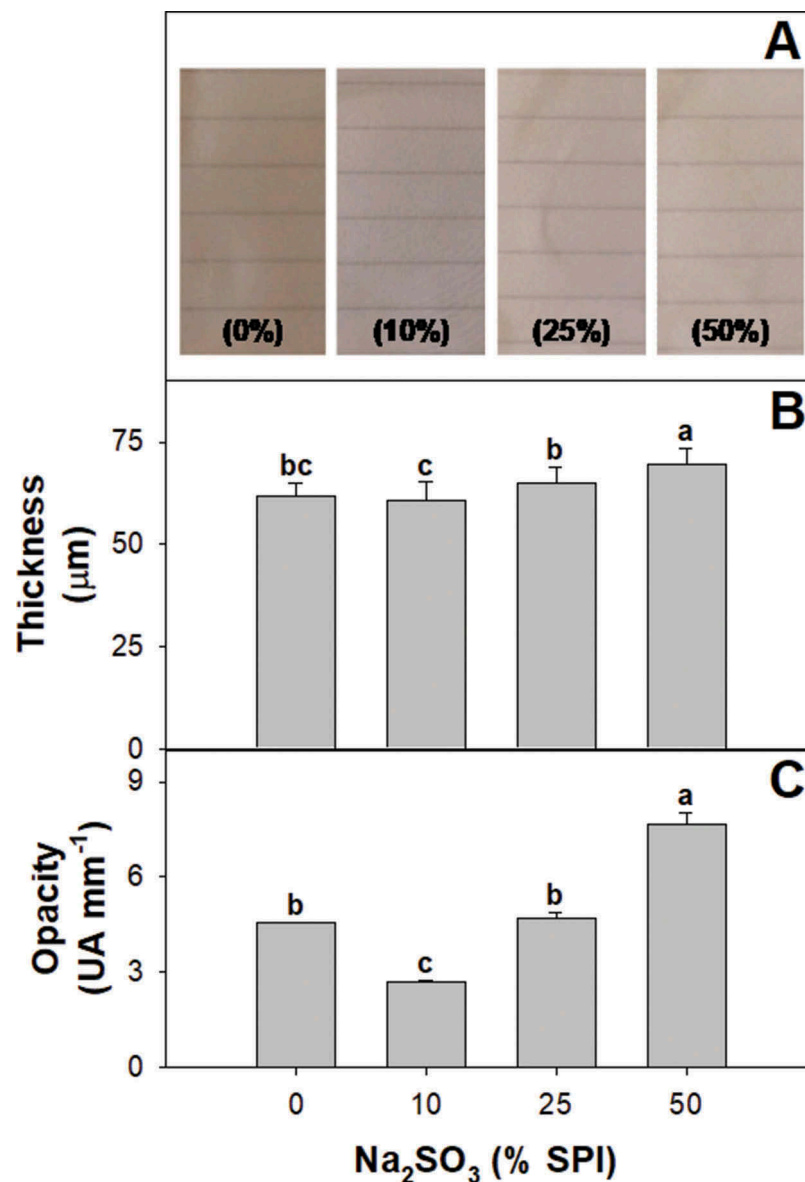 A
(0%) (10%) (25%) (50%)
B
Thickness
(μm)
75
50
25
0
bc c b a
C
Opacity
(UA mm⁻¹)
9
6
3
0
b c b a
0 10 25 50
Na₂SO₃ (% SPI)